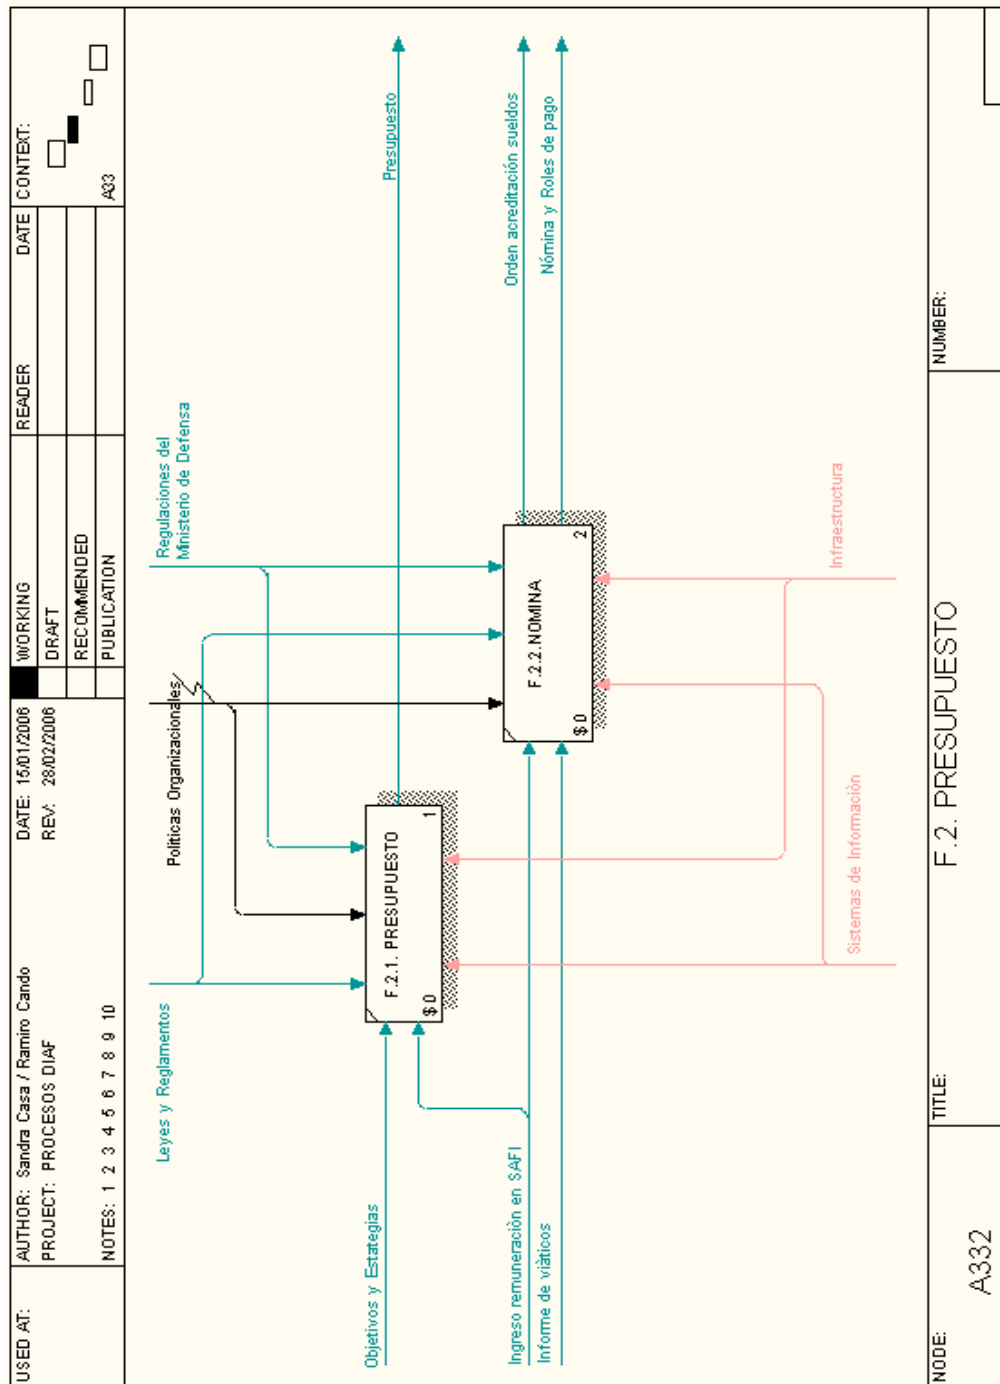 USED AT:
AUTHOR: Sandra Casa / Ramiro Cando
PROJECT: PROCESOS DIAF
NOTES: 1 2 3 4 5 6 7 8 9 10
DATE: 15/01/2006
REV: 28/02/2006
WORKING
DRAFT
RECOMMENDED
PUBLICATION
READER
DATE
CONTEXT:
A33
Leyes y Reglamentos
Políticas Organizacionales
Regulaciones del
Ministerio de Defensa
Objetivos y Estategias
F.2.1. PRESUPUESTO
$ 0
1
Presupuesto
Ingreso remuneración en SAFI
Informe de viáticos
F.2.2.NOMINA
$ 0
2
Orden acreditación sueldos
Nómina y Roles de pago
Sistemas de Informaciòn
Infraestructura
NODE:
A332
TITLE:
F.2. PRESUPUESTO
NUMBER: